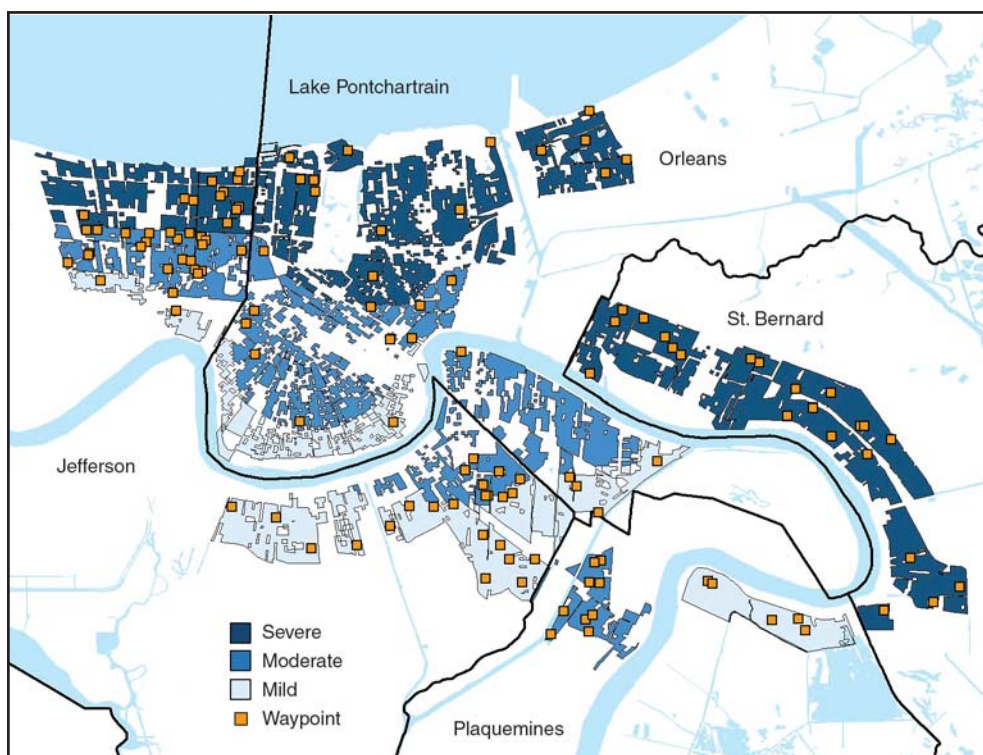 Lake Pontchartrain
Orleans
St. Bernard
Jefferson
Severe
Moderate
Mild
Waypoint
Plaquemines